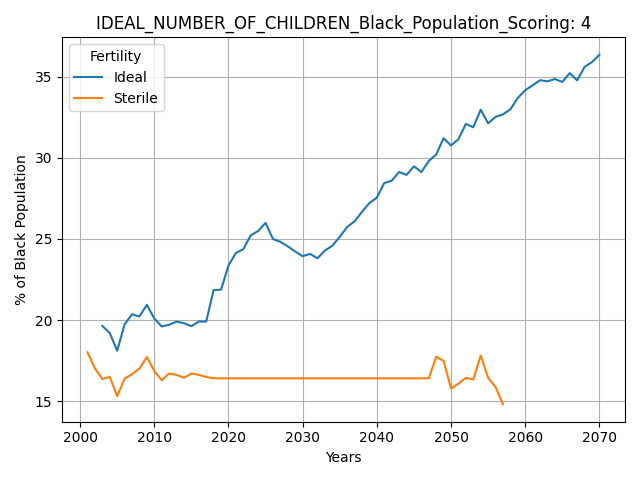 IDEAL_NUMBER_OF_CHILDREN_Black_Population_Scoring: 4
Fertility
Ideal
Sterile
% of Black Population
35
30
25
20
15
2000 2010 2020 2030 2040 2050 2060 2070
Years